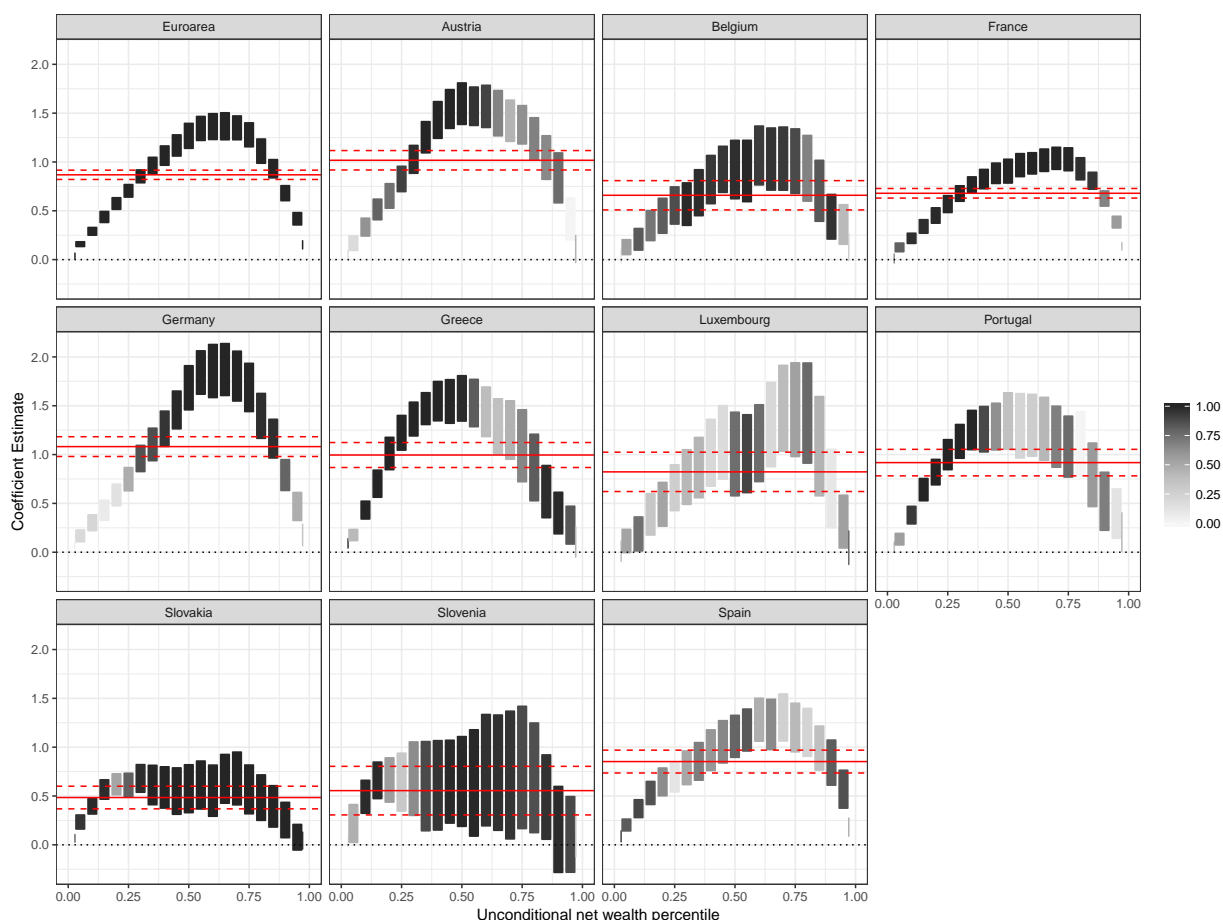 Euroarea Austria Belgium France
2.0
1.5
1.0
0.5
0.0
Germany Greece Luxembourg Portugal
2.0
1.5
1.0
0.5
0.0
Coefficient Estimate
1.00
0.75
0.50
0.25
0.00
0.00 0.25 0.50 0.75 1.00
Slovakia Slovenia Spain
2.0
1.5
1.0
0.5
0.0
0.00 0.25 0.50 0.75 1.00 0.00 0.25 0.50 0.75 1.00 0.00 0.25 0.50 0.75 1.00
Unconditional net wealth percentile